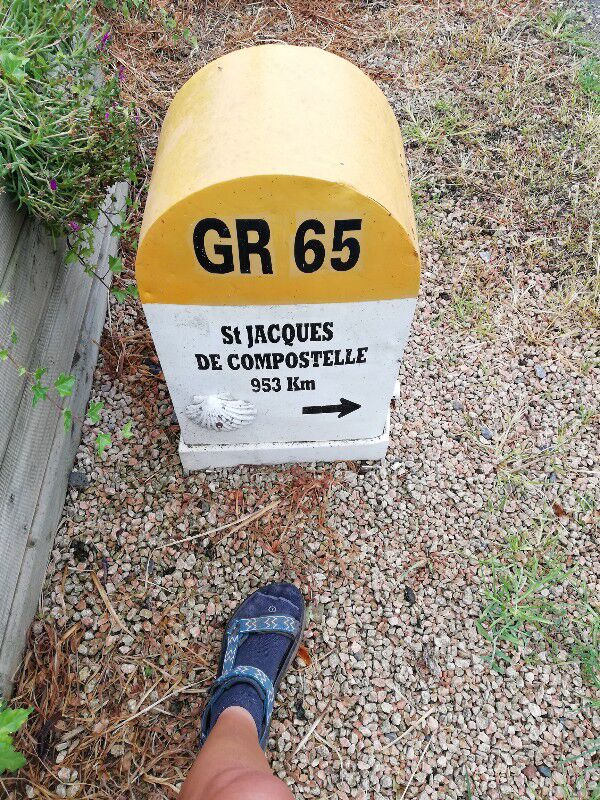 GR 65
St JACQUES
DE COMPOSTELLE
953 Km